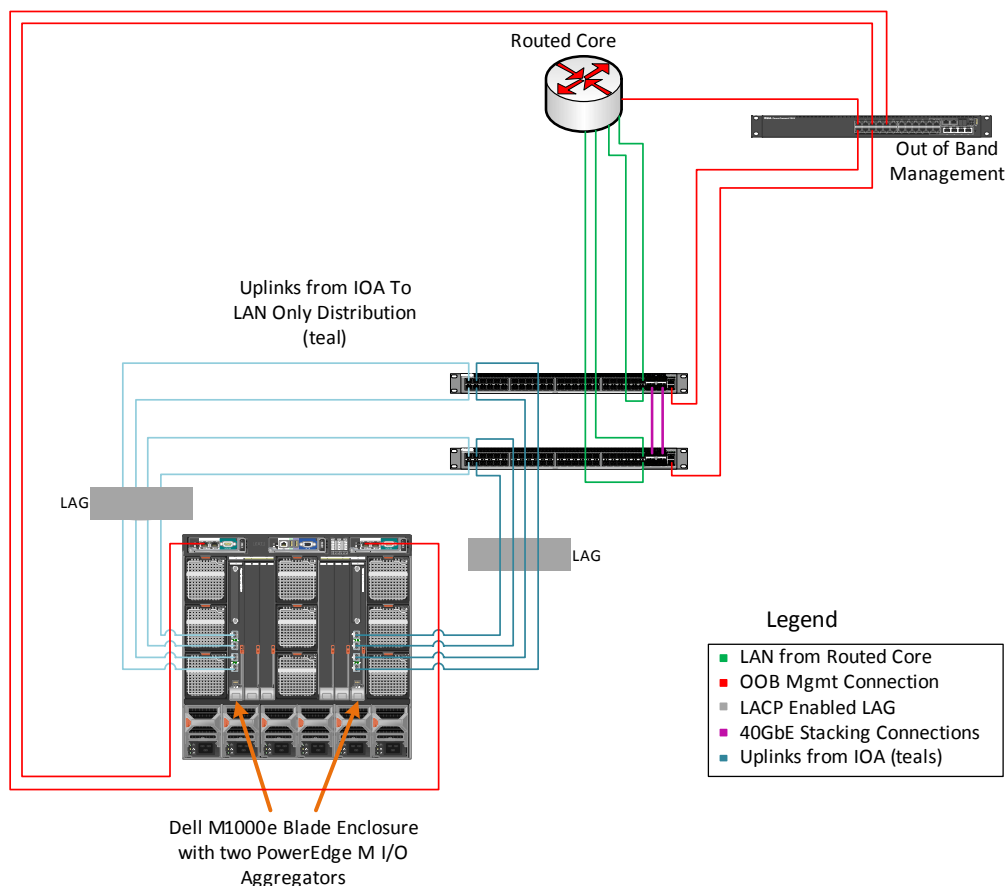 Routed Core
Out of Band
Management
Uplinks from IOA To
LAN Only Distribution
(teal)
LAG
LAG
Legend
LAN from Routed Core
OOB Mgmt Connection
LACP Enabled LAG
40GbE Stacking Connections
Uplinks from IOA (teals)
Dell M1000e Blade Enclosure
with two PowerEdge M I/O
Aggregators